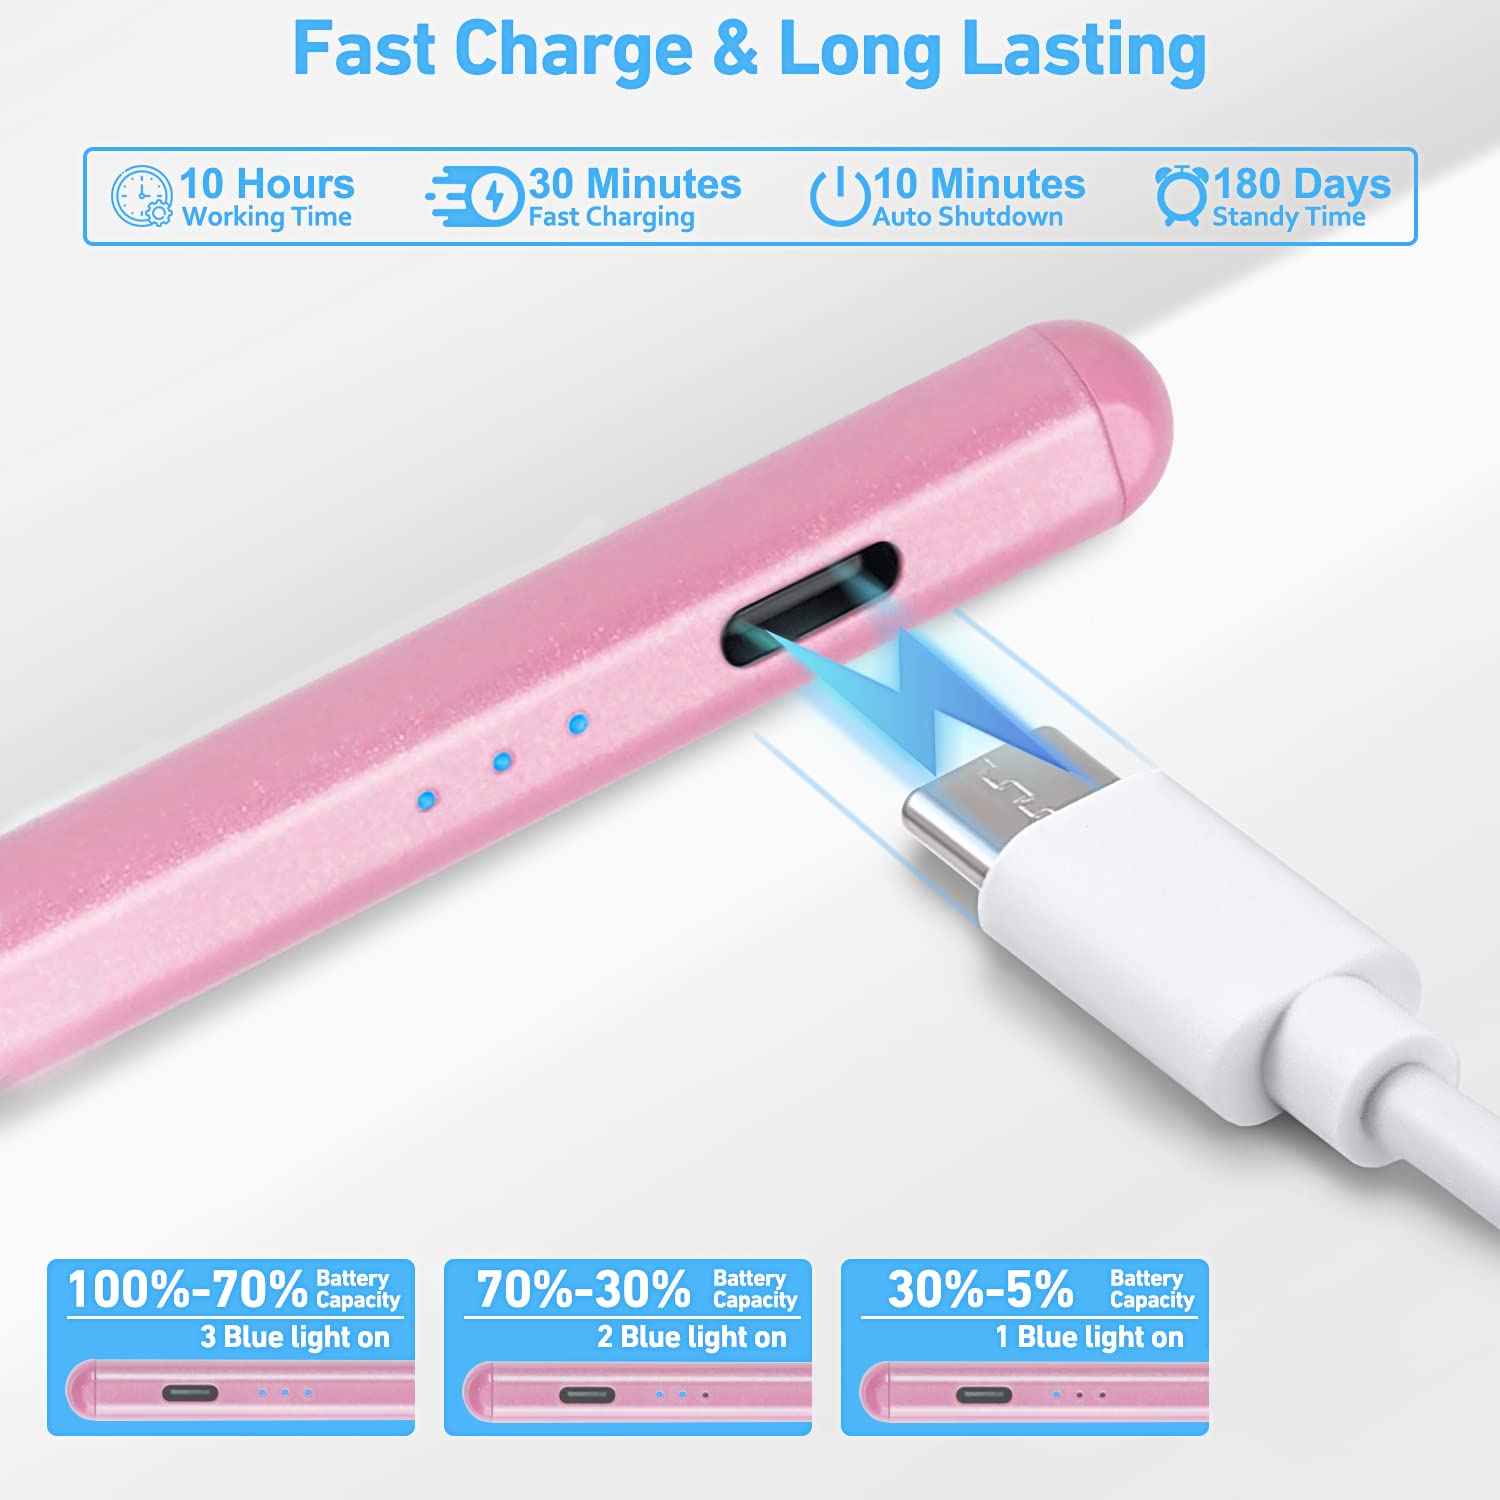 Fast Charge & Long Lasting
10 Hours
Working Time
30 Minutes
Fast Charging
10 Minutes
Auto Shutdown
180 Days
Standy Time
100%-70% Battery Capacity
3 Blue light on
70%-30% Battery Capacity
2 Blue light on
30%-5% Battery Capacity
1 Blue light on